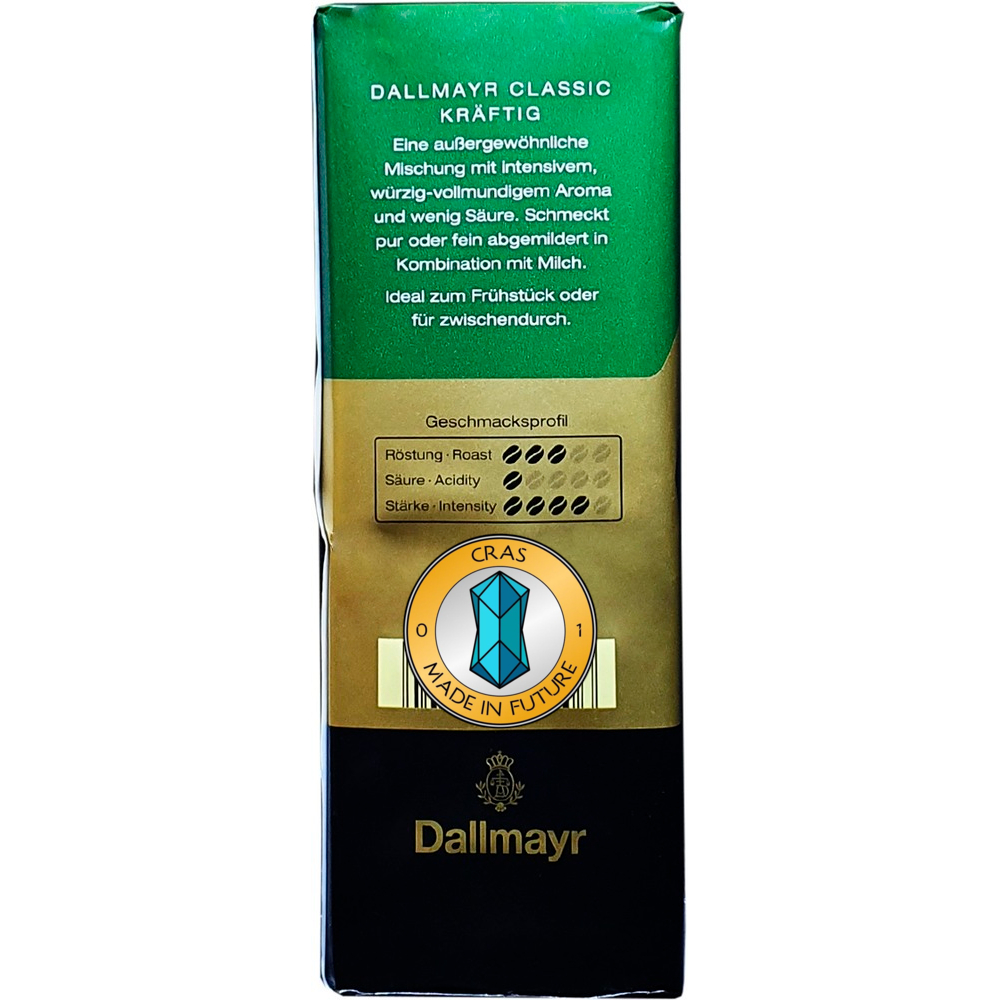 DALLMAYR CLASSIC
KRÄFTIG
Eine außergewöhnliche
Mischung mit intensivem,
würzig-vollmundigem Aroma
und wenig Säure. Schmeckt
pur oder fein abgemildert in
Kombination mit Milch.
Ideal zum Frühstück oder
für zwischendurch.
Geschmacksprofil
Röstung · Roast
Säure · Acidity
Stärke · Intensity
CRAS
0 1
MADE IN FUTURE
Dallmayr